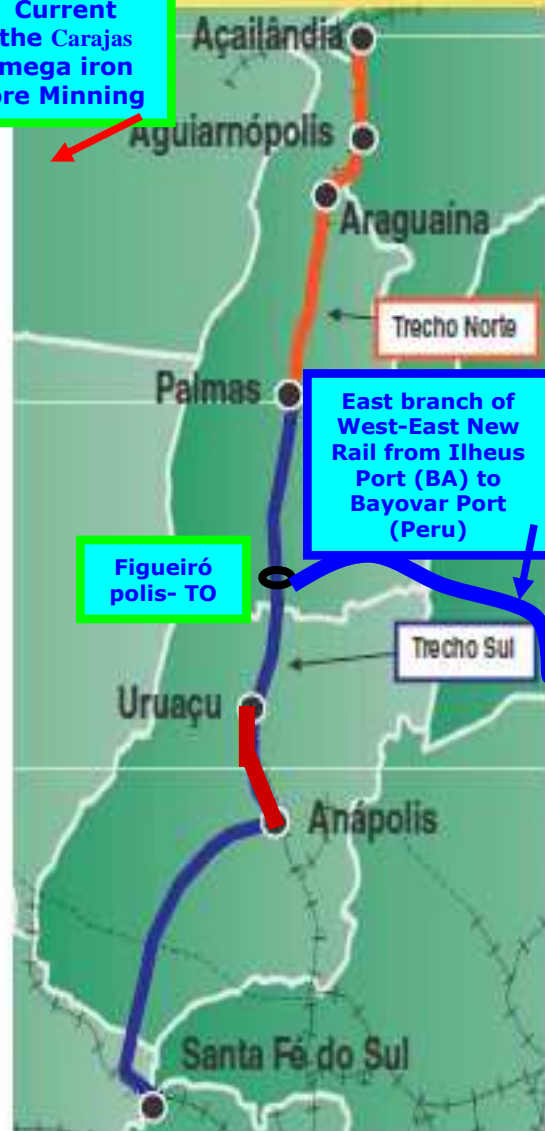 Current
the Carajas
mega iron
ore Minning
Açailândia
Aguiarnópolis
Araguaina
Trecho Norte
Palmas
East branch of
West-East New
Rail from Ilheus
Port (BA) to
Bayovar Port
(Peru)
Figueiró
polis- TO
Trecho Sul
Uruaçu
Anápolis
Santa Fé do Sul